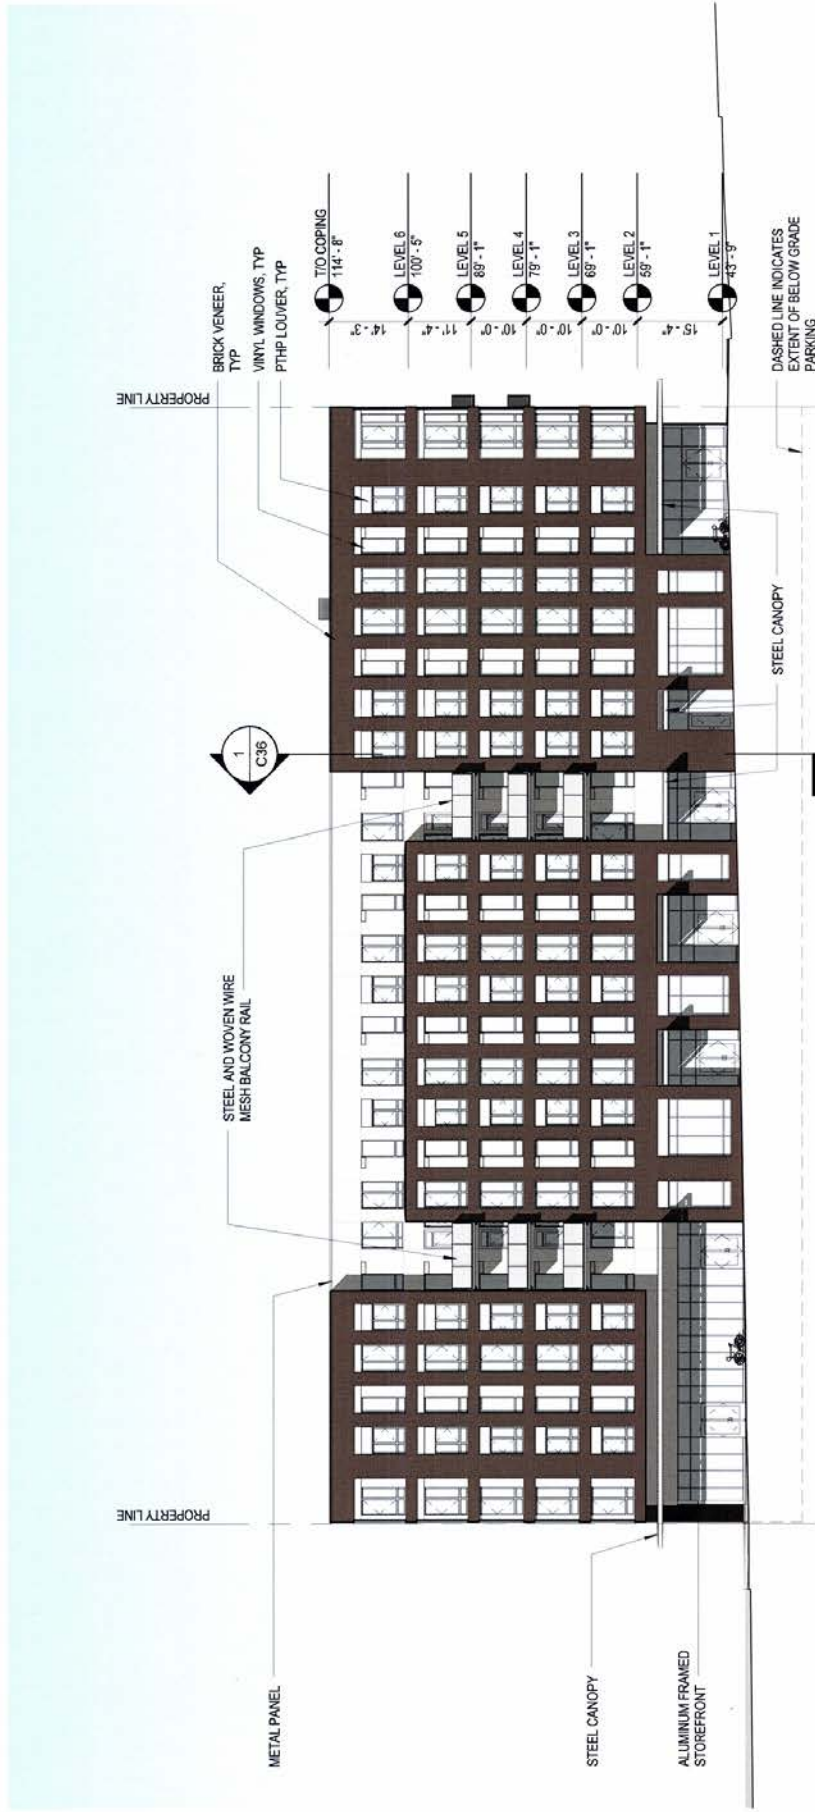 PROPERTY LINE
METAL PANEL
STEEL CANOPY
ALUMINUM FRAMED
STOREFRONT
STEEL AND WOVEN WIRE
MESH BALCONY RAIL
1
C36
BRICK VENEER,
TYP
VINYL WINDOWS, TYP
PTHP LOUVER, TYP
PROPERTY LINE
T/O COPING
114' - 8"
LEVEL 6
100' - 5"
LEVEL 5
89' - 1"
LEVEL 4
79' - 1"
LEVEL 3
69' - 1"
LEVEL 2
59' - 1"
LEVEL 1
43' - 9"
14' - 3"
11' - 4"
10' - 0"
10' - 0"
10' - 0"
15' - 4"
STEEL CANOPY
DASHED LINE INDICATES
EXTENT OF BELOW GRADE
PARKING